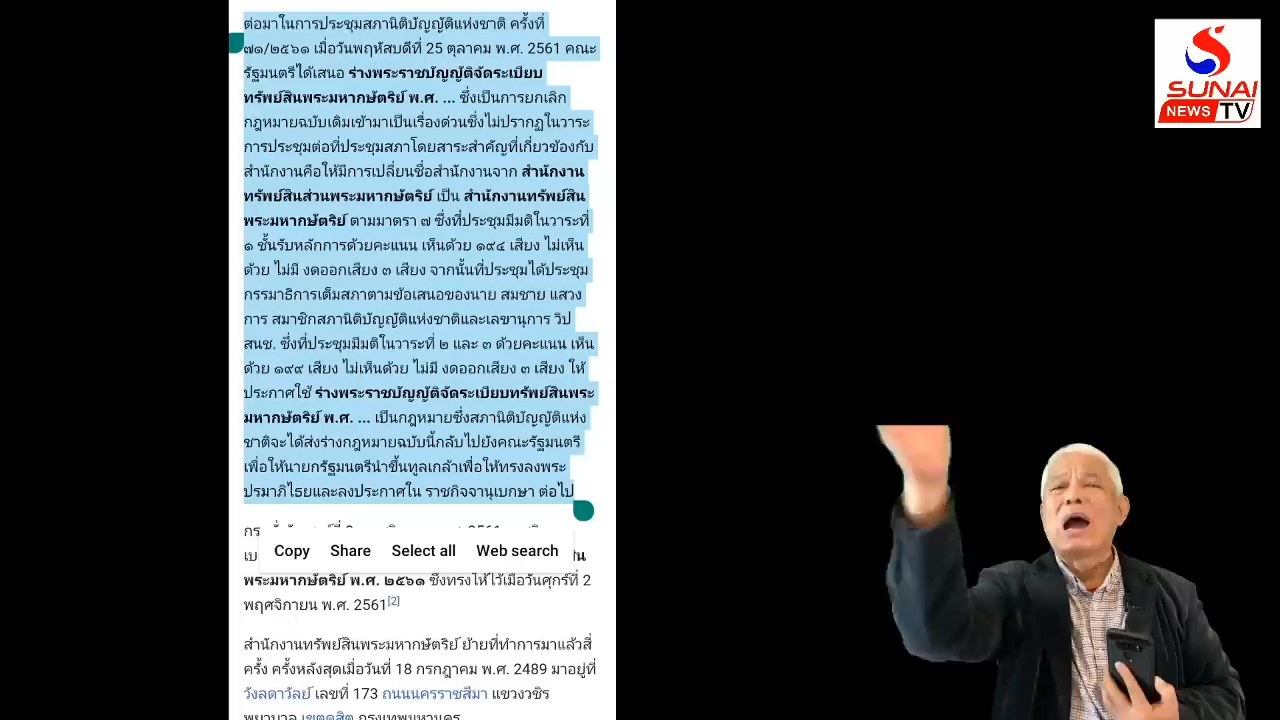 ต่อมาในการประชุมสภานิติบัญญัติแห่งชาติ ครั้งที่
๗๑/๒๕๖๑ เมื่อวันพฤหัสบดีที่ 25 ตุลาคม พ.ศ. 2561 คณะ
รัฐมนตรีได้เสนอ ร่างพระราชบัญญัติจัดระเบียบ
ทรัพย์สินพระมหากษัตริย์ พ.ศ. ... ซึ่งเป็นการยกเลิก
กฎหมายฉบับเดิมเข้ามาเป็นเรื่องด่วนซึ่งไม่ปรากฏในวาระ
การประชุมต่อที่ประชุมสภาโดยสาระสำคัญที่เกี่ยวข้องกับ
สำนักงานคือให้มีการเปลี่ยนชื่อสำนักงานจาก สำนักงาน
ทรัพย์สินส่วนพระมหากษัตริย์ เป็น สำนักงานทรัพย์สิน
พระมหากษัตริย์ ตามมาตรา ๗ ซึ่งที่ประชุมมีมติในวาระที่
๑ ชั้นรับหลักการด้วยคะแนน เห็นด้วย ๑๙๔ เสียง ไม่เห็น
ด้วย ไม่มี งดออกเสียง ๓ เสียง จากนั้นที่ประชุมได้ประชุม
กรรมาธิการเต็มสภาตามข้อเสนอของนาย สมชาย แสวง
การ สมาชิกสภานิติบัญญัติแห่งชาติและเลขานุการ วิป
สนช. ซึ่งที่ประชุมมีมติในวาระที่ ๒ และ ๓ ด้วยคะแนน เห็น
ด้วย ๑๙๙ เสียง ไม่เห็นด้วย ไม่มี งดออกเสียง ๓ เสียง ให้
ประกาศใช้ ร่างพระราชบัญญัติจัดระเบียบทรัพย์สินพระ
มหากษัตริย์ พ.ศ. ... เป็นกฎหมายซึ่งสภานิติบัญญัติแห่ง
ชาติจะได้ส่งร่างกฎหมายฉบับนี้กลับไปยังคณะรัฐมนตรี
เพื่อให้นายกรัฐมนตรีนำขึ้นทูลเกล้าเพื่อให้ทรงลงพระ
ปรมาภิไธยและลงประกาศใน ราชกิจจานุเบกษา ต่อไป
Copy Share Select all Web search
พระมหากษัตริย์ พ.ศ. ๒๕๖๑ ซึ่งทรงให้ไว้เมื่อวันศุกร์ที่ 2
พฤศจิกายน พ.ศ. 2561[2]
สำนักงานทรัพย์สินพระมหากษัตริย์ ย้ายที่ทำการมาแล้วสี่
ครั้ง ครั้งหลังสุดเมื่อวันที่ 18 กรกฎาคม พ.ศ. 2489 มาอยู่ที่
วังลดาวัลย์ เลขที่ 173 ถนนนครราชสีมา แขวงวชิร
พยาบาล เขตดุสิต กรุงเทพมหานคร
SUNAI
NEWS TV